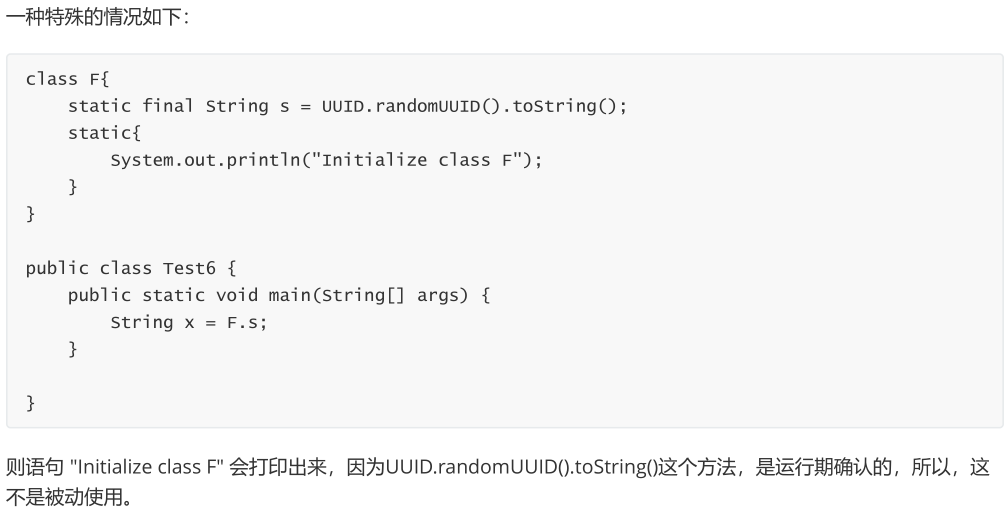 一种特殊的情况如下：
class F{
    static final String s = UUID.randomUUID().toString();
    static{
        System.out.println("Initialize class F");
    }
}

public class Test6 {
    public static void main(String[] args) {
        String x = F.s;
    }

}
则语句 "Initialize class F" 会打印出来，因为UUID.randomUUID().toString()这个方法，是运行期确认的，所以，这
不是被动使用。